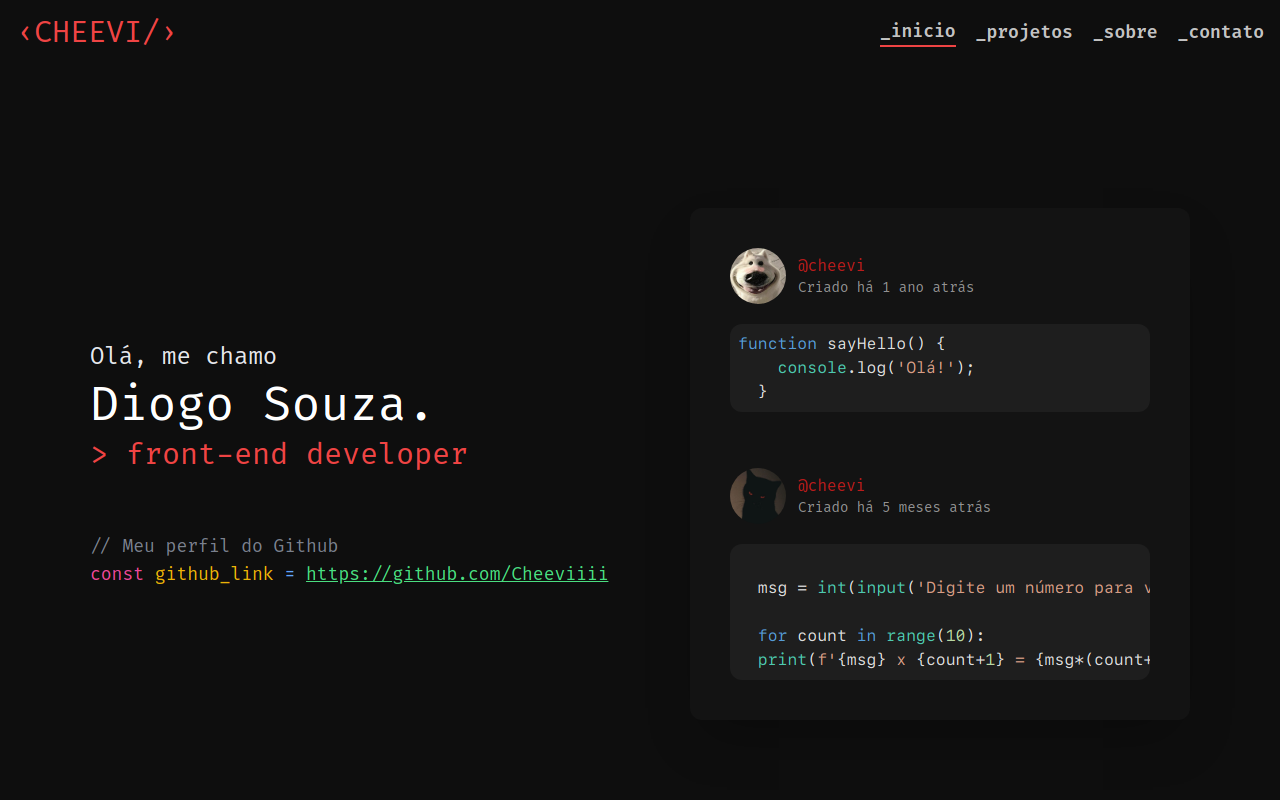 ‹CHEEVI/›
_inicio _projetos _sobre _contato
Olá, me chamo
Diogo Souza.
> front-end developer
// Meu perfil do Github
const github_link = https://github.com/Cheeviiii
@cheevi
Criado há 1 ano atrás
function sayHello() {
console.log('Olá!');
}
@cheevi
Criado há 5 meses atrás
msg = int(input('Digite um número para
for count in range(10):
print(f'{msg} x {count+1} = {msg*(count+